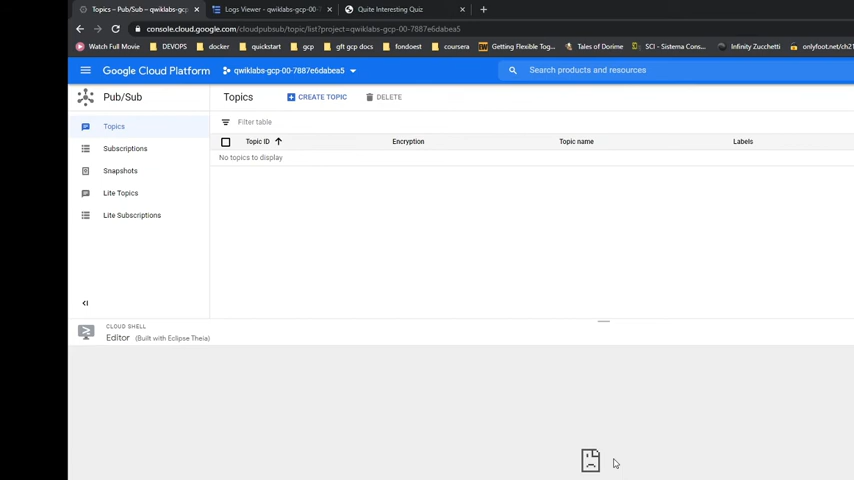 Topics – Pub/Sub – qwiklabs-gcp
Logs Viewer - qwiklabs-gcp-00-7
Quite Interesting Quiz
console.cloud.google.com/cloudpubsub/topic/list?project=qwiklabs-gcp-00-7887e6dabea5
Watch Full Movie DEVOPS docker quickstart gcp gft gcp docs fondoest coursera Getting Flexible Tog... Tales of Dorime SCI - Sistema Cons... Infinity Zucchetti onlyfoot.net/ch21
Google Cloud Platform qwiklabs-gcp-00-7887e6dabea5 Search products and resources
Pub/Sub
Topics CREATE TOPIC DELETE
Topics
Subscriptions
Snapshots
Lite Topics
Lite Subscriptions
Filter table
Topic ID Encryption Topic name Labels
No topics to display
CLOUD SHELL
Editor (Built with Eclipse Theia)